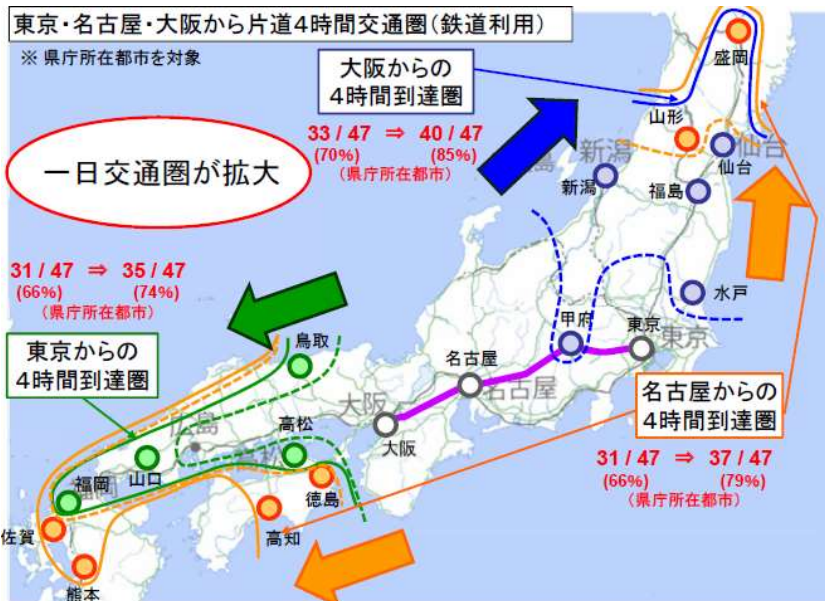 東京・名古屋・大阪から片道4時間交通圏(鉄道利用)
※ 県庁所在都市を対象
大阪からの
4時間到達圏
33 / 47 ⇒ 40 / 47
(70%) (85%)
(県庁所在都市)
一日交通圏が拡大
盛岡
山形
仙台
仙台
新潟
新潟
福島
水戸
31 / 47 ⇒ 35 / 47
(66%) (74%)
(県庁所在都市)
東京からの
4時間到達圏
鳥取
甲府
東京
東京
名古屋
名古屋
大阪
大阪
名古屋からの
4時間到達圏
31 / 47 ⇒ 37 / 47
(66%) (79%)
(県庁所在都市)
広島
高松
山口
福岡
福岡
徳島
高知
佐賀
熊本